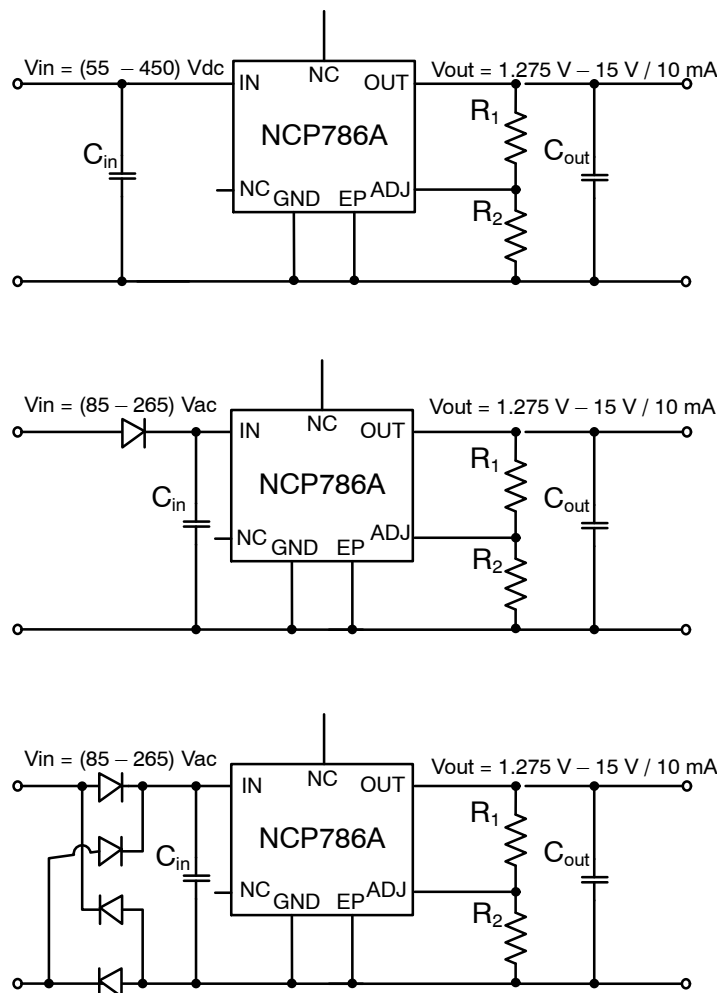 Vin = (55 – 450) Vdc
Vout = 1.275 V – 15 V / 10 mA
IN
NC
OUT
R1
NCP786A
Cin
Cout
NC
GND
EP
ADJ
R2
Vin = (85 – 265) Vac
Vout = 1.275 V – 15 V / 10 mA
IN
NC
OUT
R1
NCP786A
Cin
Cout
NC
GND
EP
ADJ
R2
Vin = (85 – 265) Vac
Vout = 1.275 V – 15 V / 10 mA
IN
NC
OUT
R1
NCP786A
Cin
Cout
NC
GND
EP
ADJ
R2